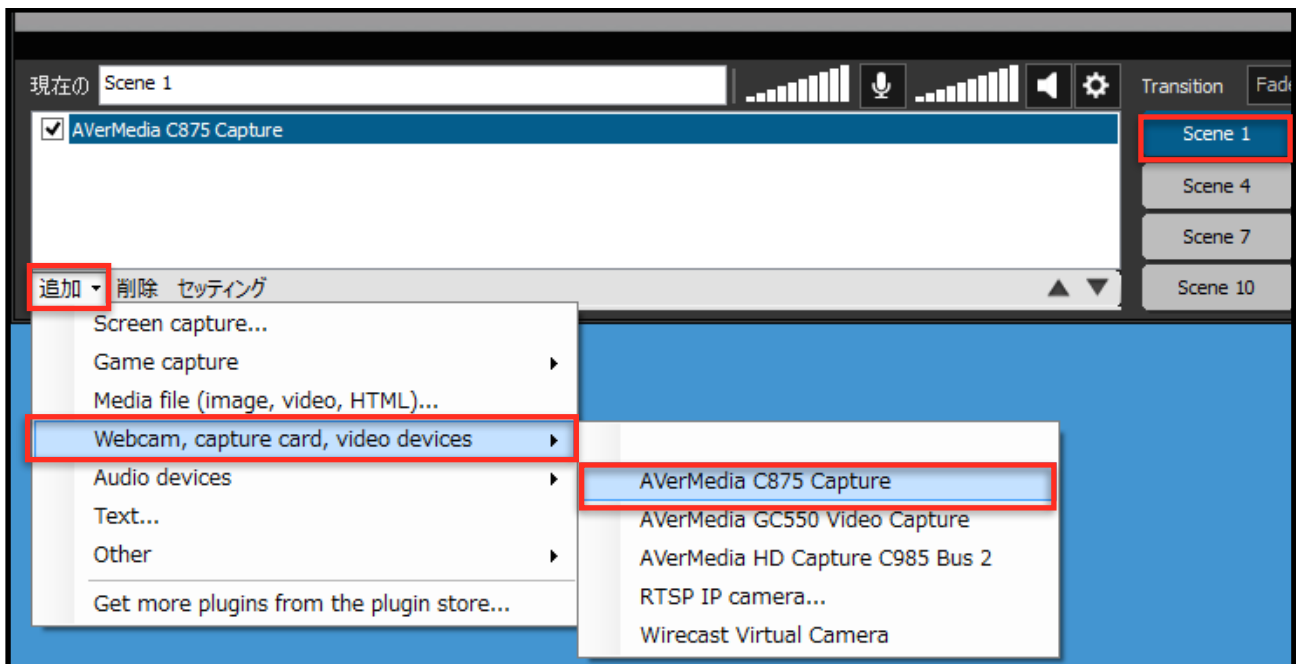 現在の Scene 1 Transition Fade
AVerMedia C875 Capture
Scene 1
Scene 4
Scene 7
Scene 10
追加 削除 セッティング
Screen capture...
Game capture
Media file (image, video, HTML)...
Webcam, capture card, video devices
Audio devices
Text...
Other
Get more plugins from the plugin store...
AVerMedia C875 Capture
AVerMedia GC550 Video Capture
AVerMedia HD Capture C985 Bus 2
RTSP IP camera...
Wirecast Virtual Camera